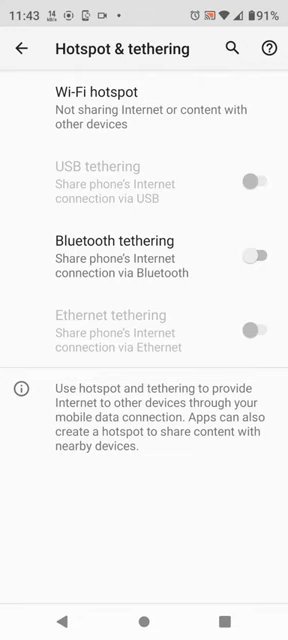 11:43 14 kB/s 91%
Hotspot & tethering
Wi-Fi hotspot
Not sharing Internet or content with
other devices
USB tethering
Share phone's Internet
connection via USB
Bluetooth tethering
Share phone's Internet
connection via Bluetooth
Ethernet tethering
Share phone's Internet
connection via Ethernet
Use hotspot and tethering to provide
Internet to other devices through your
mobile data connection. Apps can also
create a hotspot to share content with
nearby devices.